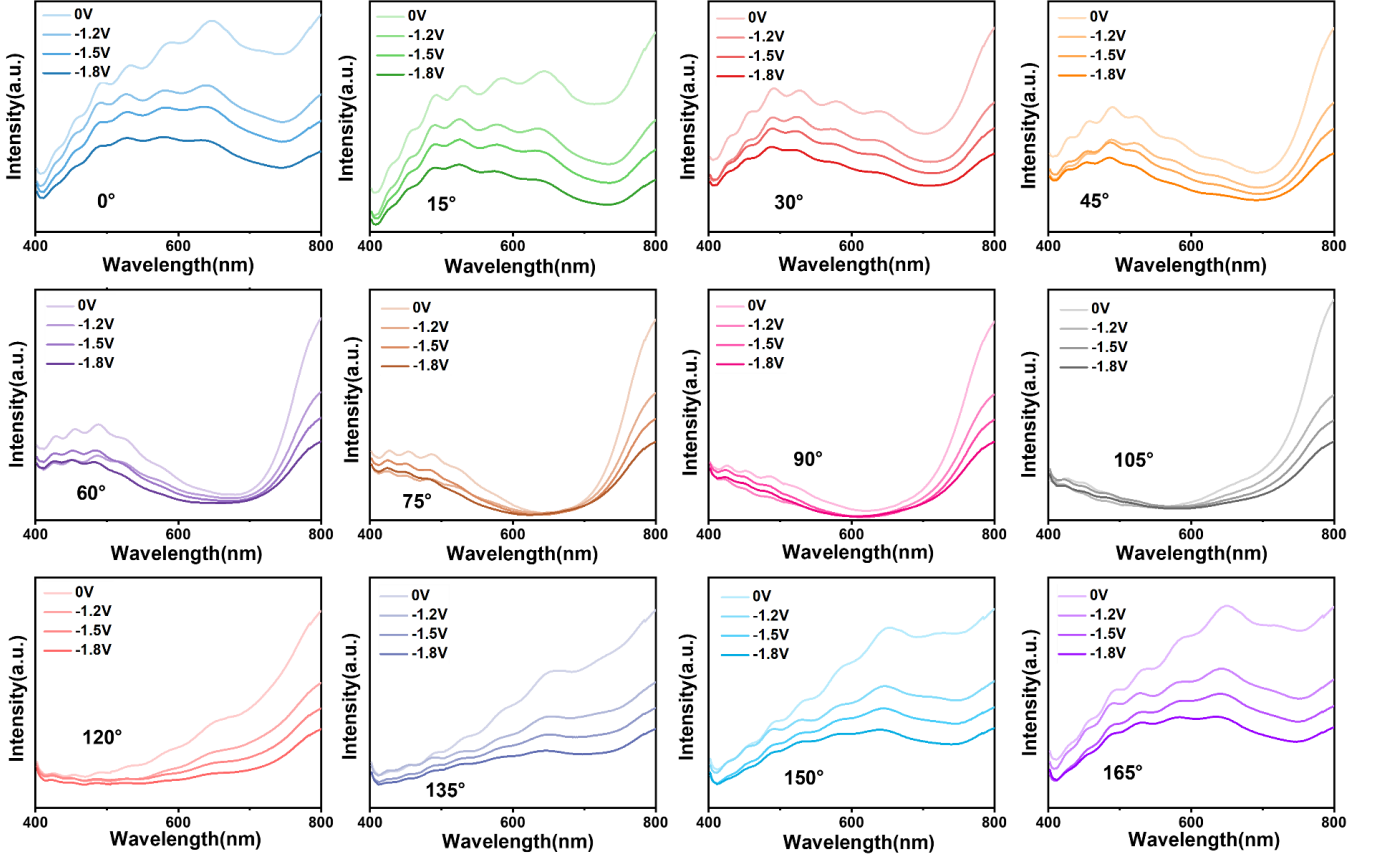 0V
-1.2V
-1.5V
-1.8V
0°
Intensity(a.u.)
400
600
800
Wavelength(nm)
0V
-1.2V
-1.5V
-1.8V
15°
Intensity(a.u.)
400
600
800
Wavelength(nm)
0V
-1.2V
-1.5V
-1.8V
30°
Intensity(a.u.)
400
600
800
Wavelength(nm)
0V
-1.2V
-1.5V
-1.8V
45°
Intensity(a.u.)
400
600
800
Wavelength(nm)
0V
-1.2V
-1.5V
-1.8V
60°
Intensity(a.u.)
400
600
800
Wavelength(nm)
0V
-1.2V
-1.5V
-1.8V
75°
Intensity(a.u.)
400
600
800
Wavelength(nm)
0V
-1.2V
-1.5V
-1.8V
90°
Intensity(a.u.)
400
600
800
Wavelength(nm)
0V
-1.2V
-1.5V
-1.8V
105°
Intensity(a.u.)
400
600
800
Wavelength(nm)
0V
-1.2V
-1.5V
-1.8V
120°
Intensity(a.u.)
400
600
800
Wavelength(nm)
0V
-1.2V
-1.5V
-1.8V
135°
Intensity(a.u.)
400
600
800
Wavelength(nm)
0V
-1.2V
-1.5V
-1.8V
150°
Intensity(a.u.)
400
600
800
Wavelength(nm)
0V
-1.2V
-1.5V
-1.8V
165°
Intensity(a.u.)
400
600
800
Wavelength(nm)